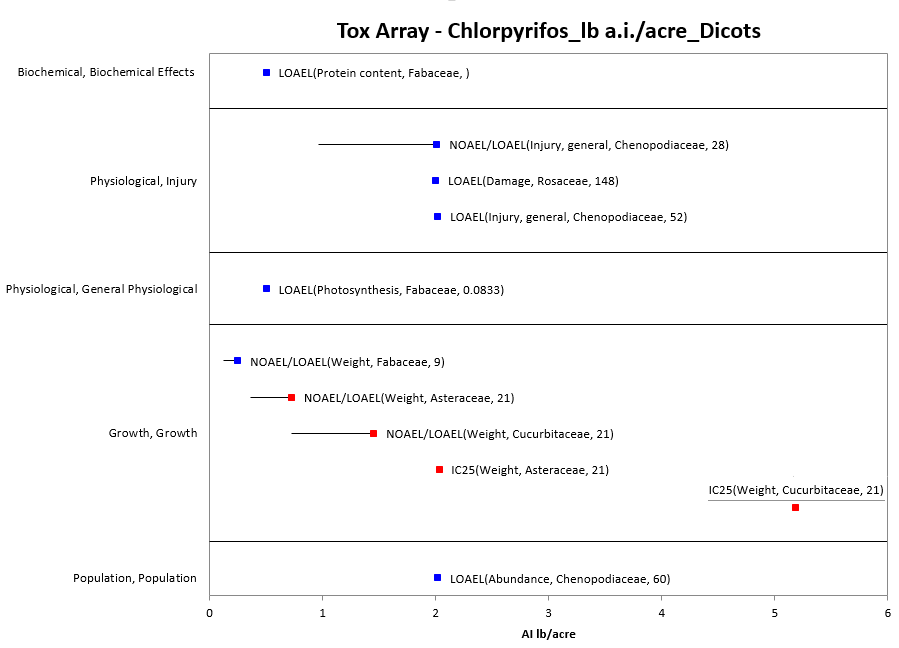 Tox Array - Chlorpyrifos_lb a.i./acre_Dicots
Biochemical, Biochemical Effects
LOAEL(Protein content, Fabaceae, )
NOAEL/LOAEL(Injury, general, Chenopodiaceae, 28)
Physiological, Injury
LOAEL(Damage, Rosaceae, 148)
LOAEL(Injury, general, Chenopodiaceae, 52)
Physiological, General Physiological
LOAEL(Photosynthesis, Fabaceae, 0.0833)
NOAEL/LOAEL(Weight, Fabaceae, 9)
NOAEL/LOAEL(Weight, Asteraceae, 21)
Growth, Growth
NOAEL/LOAEL(Weight, Cucurbitaceae, 21)
IC25(Weight, Asteraceae, 21)
IC25(Weight, Cucurbitaceae, 21)
Population, Population
LOAEL(Abundance, Chenopodiaceae, 60)
0 1 2 3 4 5 6
AI lb/acre